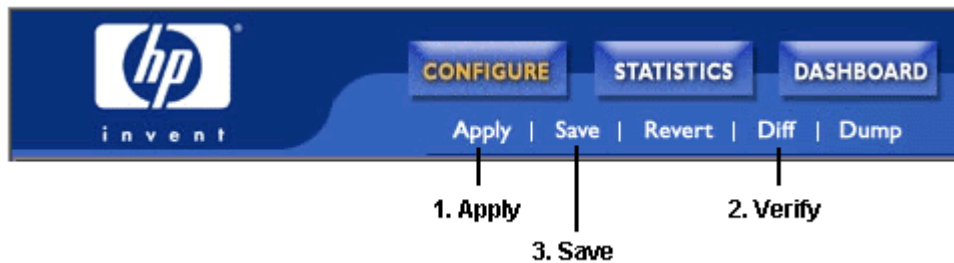 hp
invent
CONFIGURE STATISTICS DASHBOARD
Apply | Save | Revert | Diff | Dump
1. Apply 2. Verify
3. Save